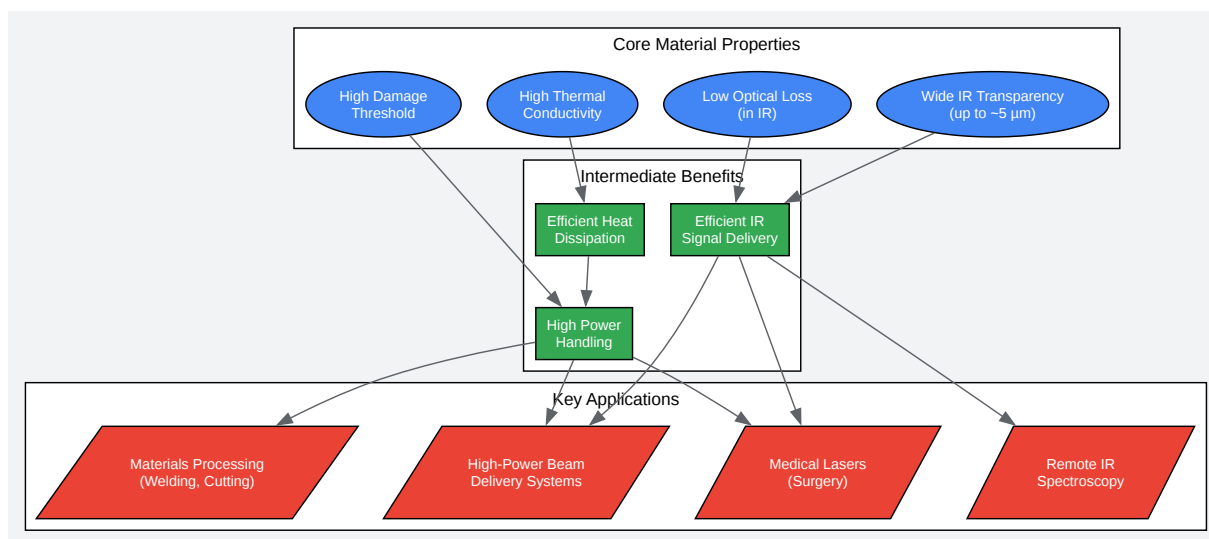 Core Material Properties
High Damage
Threshold
High Thermal
Conductivity
Low Optical Loss
(in IR)
Wide IR Transparency
(up to ~5 µm)
Intermediate Benefits
Efficient Heat
Dissipation
Efficient IR
Signal Delivery
High Power
Handling
Key Applications
Materials Processing
(Welding, Cutting)
High-Power Beam
Delivery Systems
Medical Lasers
(Surgery)
Remote IR
Spectroscopy